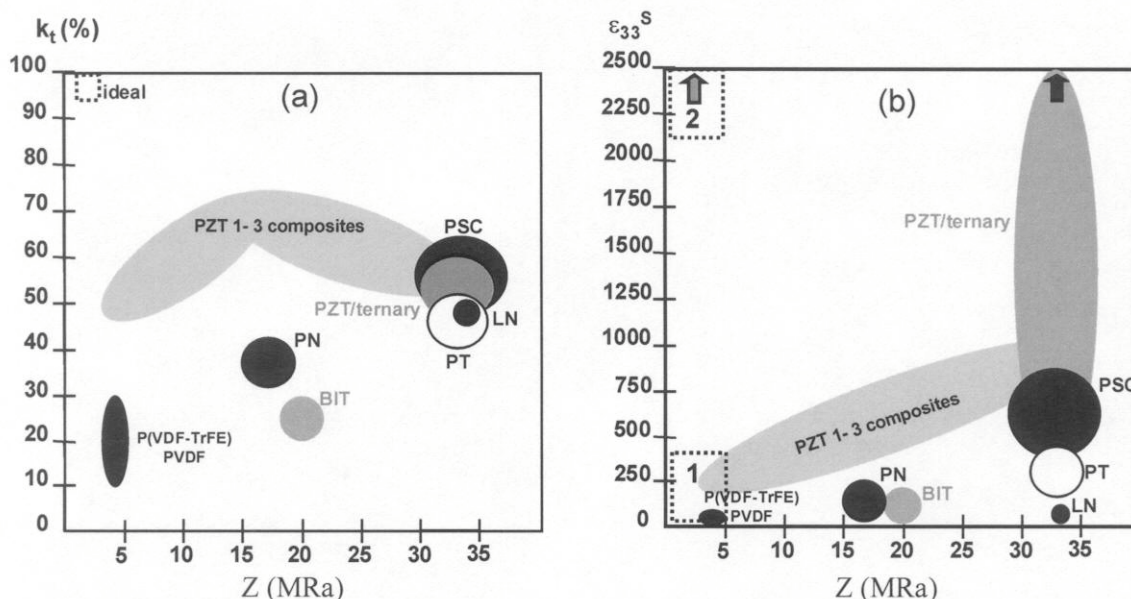 k_t (%)
100
90
80
70
60
50
40
30
20
10
0
ideal
(a)
PZT 1- 3 composites
PSC
PZT/ternary
LN
PT
PN
BIT
P(VDF-TrFE)
PVDF
5 10 15 20 25 30 35
Z (MRa)
ε₃₃ˢ
2500
2250
2000
1750
1500
1250
1000
750
500
250
0
2
(b)
PZT/ternary
PZT 1- 3 composites
PSC
1
PT
P(VDF-TrFE)
PVDF
PN
BIT
LN
5 10 15 20 25 30 35
Z (MRa)